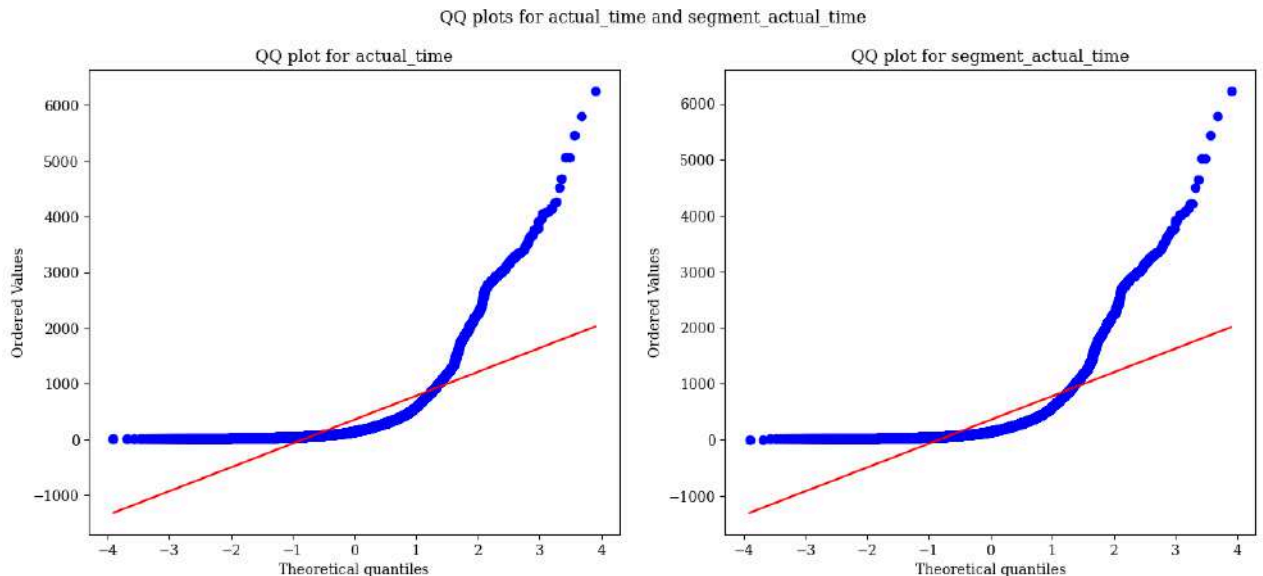 QQ plots for actual_time and segment_actual_time
QQ plot for actual_time
6000
5000
4000
3000
2000
1000
0
−1000
Ordered Values
−4 −3 −2 −1 0 1 2 3 4
Theoretical quantiles
QQ plot for segment_actual_time
6000
5000
4000
3000
2000
1000
0
−1000
Ordered Values
−4 −3 −2 −1 0 1 2 3 4
Theoretical quantiles